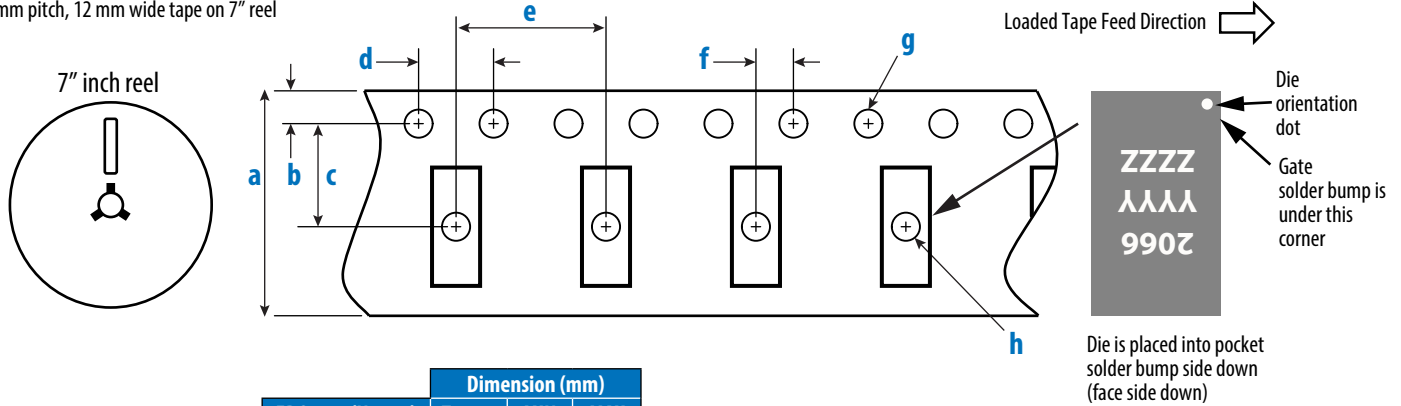 mm pitch, 12 mm wide tape on 7” reel
Loaded Tape Feed Direction
7” inch reel
a
b
c
d
e
f
g
h
Die
orientation
dot
Gate
solder bump is
under this
corner
2066
YYYY
ZZZZ
Die is placed into pocket
solder bump side down
(face side down)
Dimension (mm)